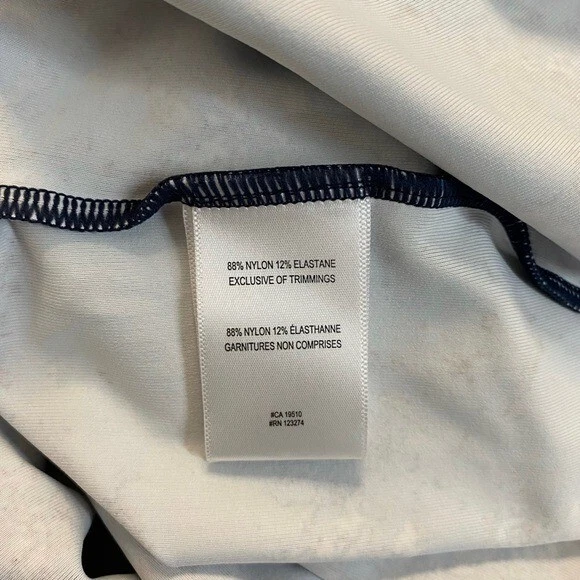 88% NYLON 12% ELASTANE
EXCLUSIVE OF TRIMMINGS
88% NYLON 12% ÉLASTHANNE
GARNITURES NON COMPRISES
#CA 19510
#RN 123274